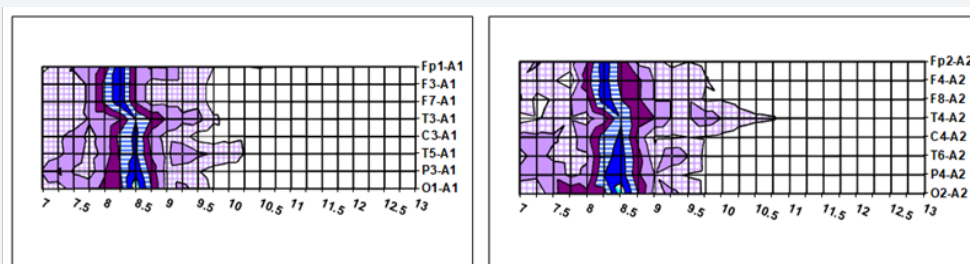 Fp1-A1
F3-A1
F7-A1
T3-A1
C3-A1
T5-A1
P3-A1
O1-A1
7 7.5 8 8.5 9 9.5 10 10.5 11 11.5 12 12.5 13
Fp2-A2
F4-A2
F8-A2
T4-A2
C4-A2
T6-A2
P4-A2
O2-A2
7 7.5 8 8.5 9 9.5 10 10.5 11 11.5 12 12.5 13